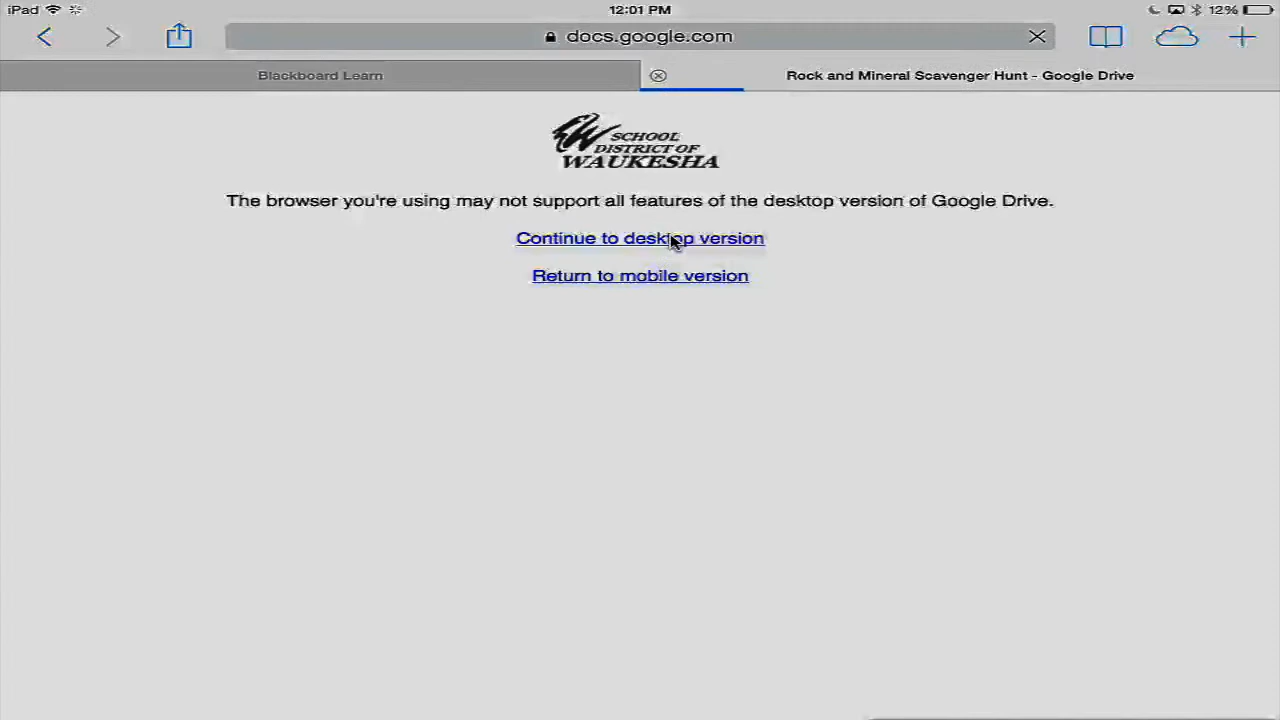 iPad 12:01 PM 12%
docs.google.com
Blackboard Learn Rock and Mineral Scavenger Hunt - Google Drive
EW SCHOOL
DISTRICT OF
WAUKESHA
The browser you're using may not support all features of the desktop version of Google Drive.
Continue to desktop version
Return to mobile version